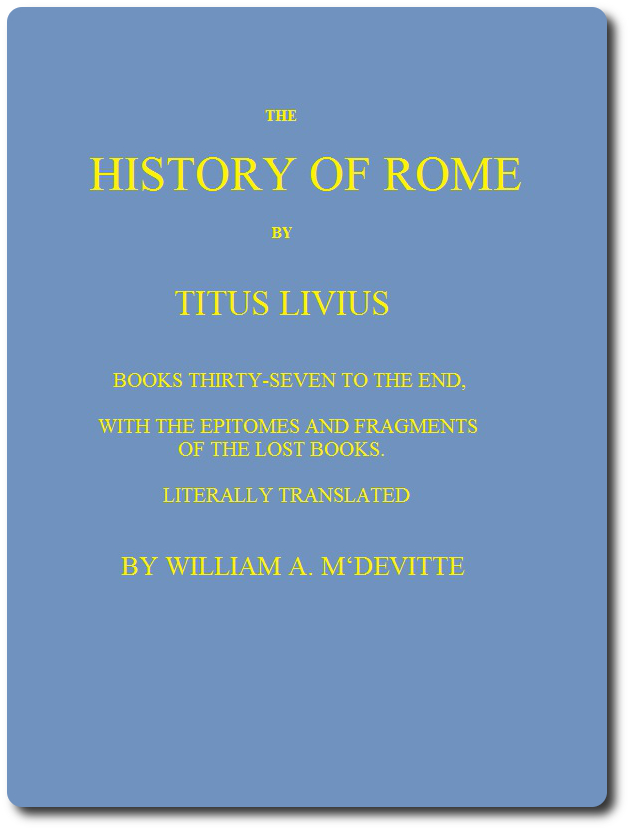 THE
HISTORY OF ROME
BY
TITUS LIVIUS
BOOKS THIRTY-SEVEN TO THE END,
WITH THE EPITOMES AND FRAGMENTS
OF THE LOST BOOKS.
LITERALLY TRANSLATED
BY WILLIAM A. M‘DEVITTE